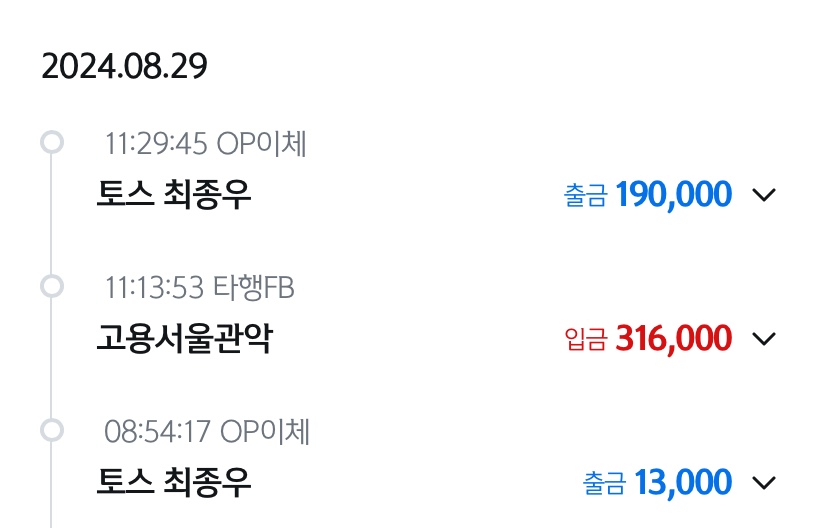 2024.08.29
11:29:45 OP이체
토스 최종우 출금 190,000
11:13:53 타행FB
고용서울관악 입금 316,000
08:54:17 OP이체
토스 최종우 출금 13,000